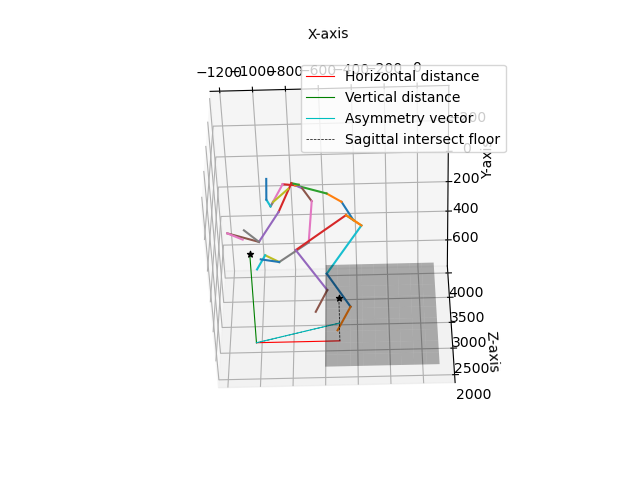 X-axis
−1200 −1000 −800 −600 −400 −200 0
Horizontal distance
Vertical distance
Asymmetry vector
Sagittal intersect floor
0
Y-axis
200
400
600
4000
3500
3000
2500
2000
Z-axis